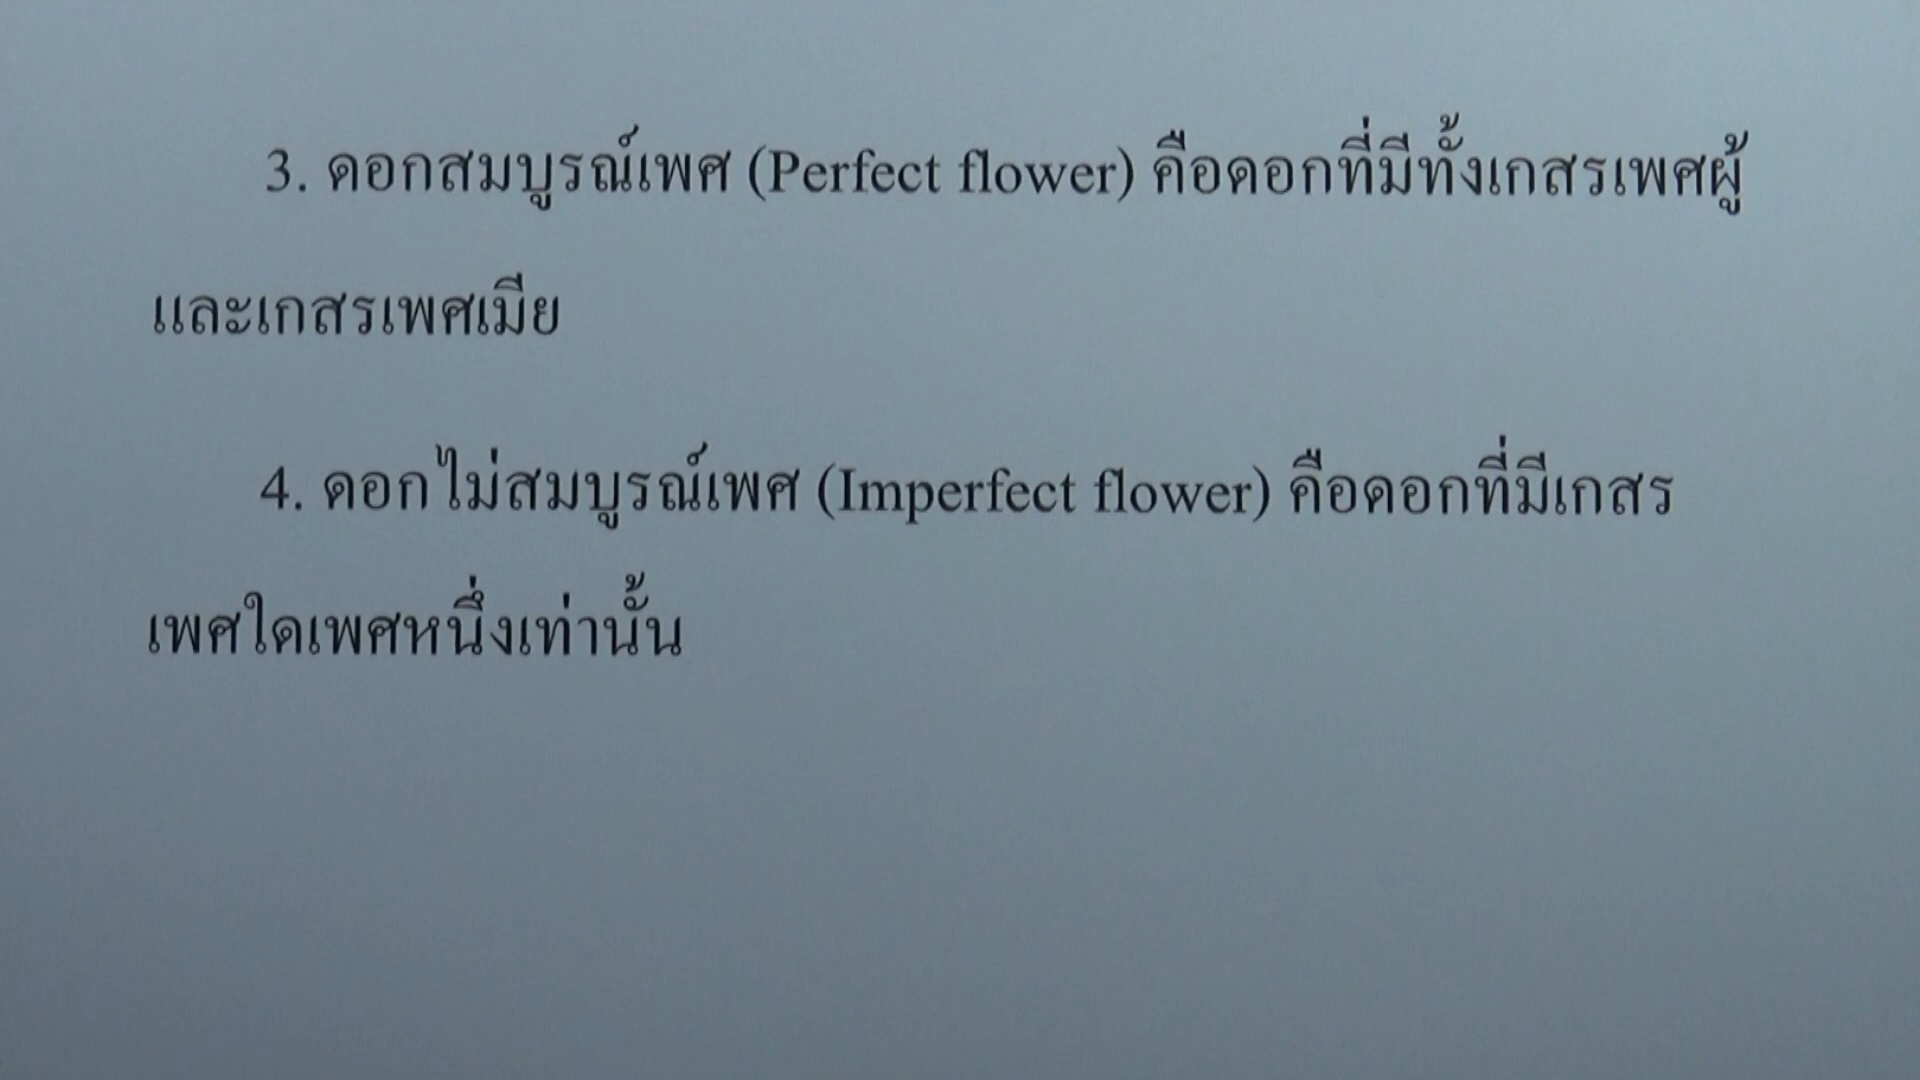 3. ดอกสมบูรณ์เพศ (Perfect flower) คือดอกที่มีทั้งเกสรเพศผู้
และเกสรเพศเมีย
4. ดอกไม่สมบูรณ์เพศ (Imperfect flower) คือดอกที่มีเกสร
เพศใดเพศหนึ่งเท่านั้น